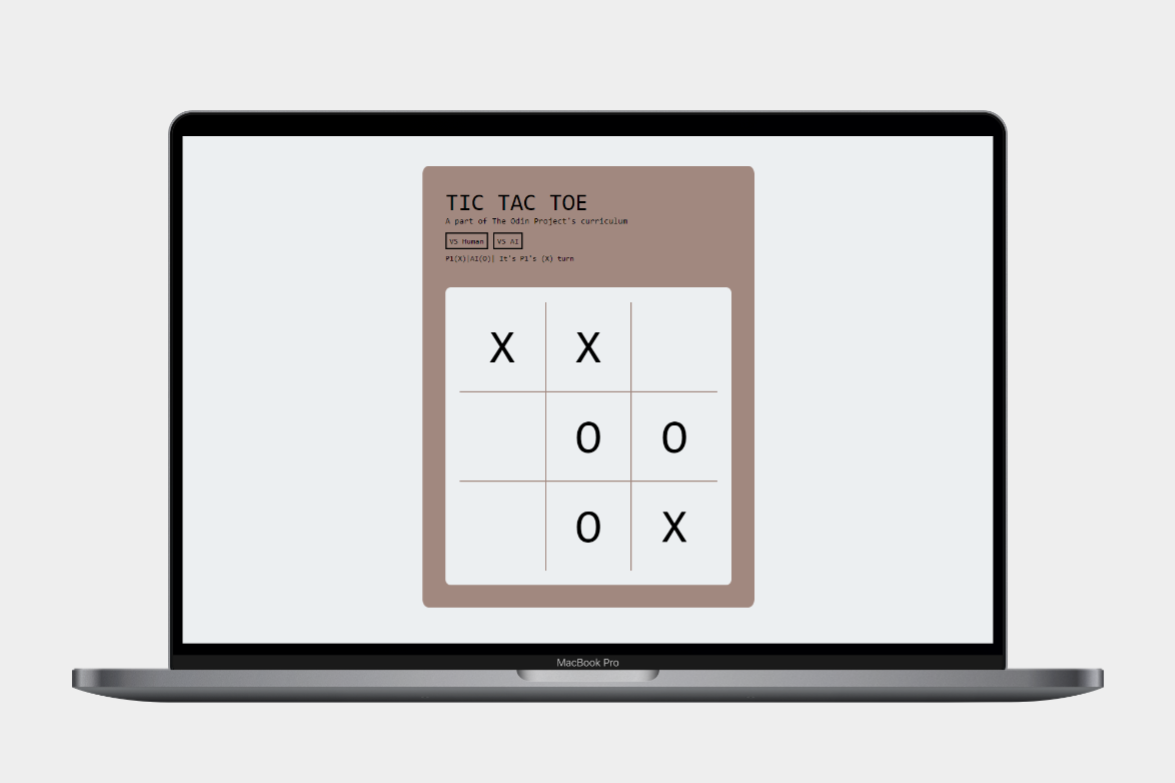 TIC TAC TOE
A part of The Odin Project's curriculum
VS Human VS AI
P1(X)|AI(O)| It's P1's (X) turn
X X
O O
O X
MacBook Pro